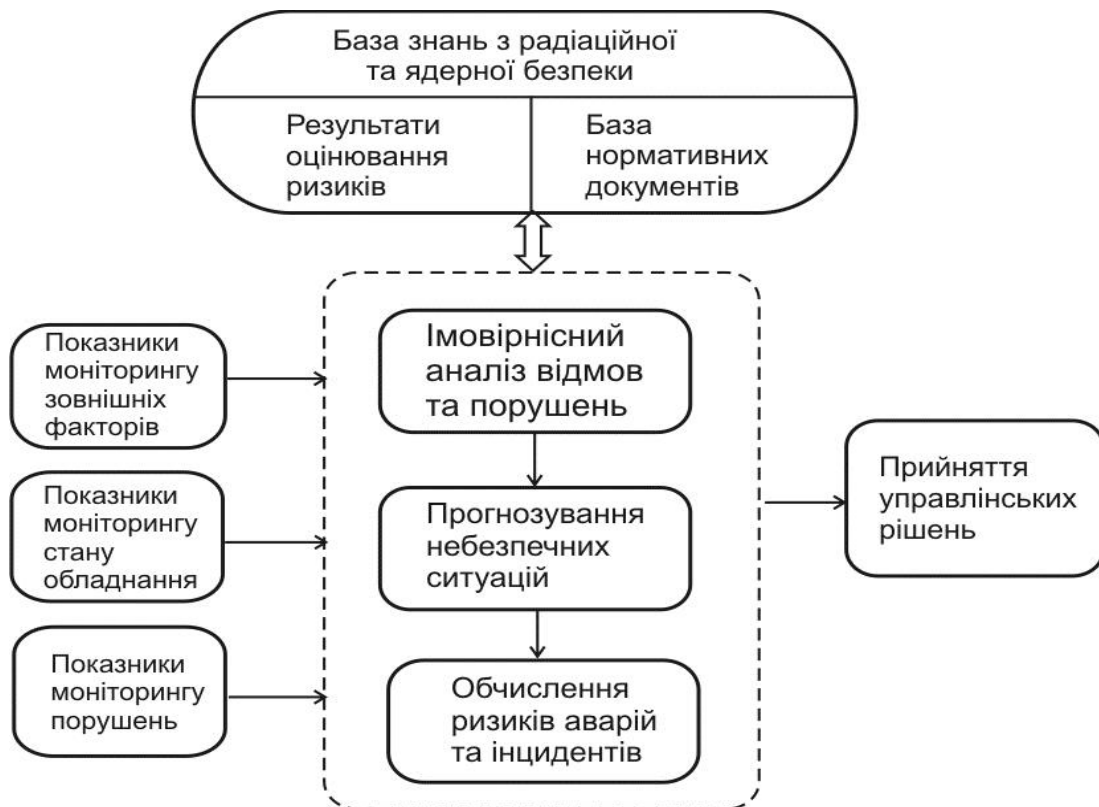 База знань з радіаційної
та ядерної безпеки
Результати
оцінювання
ризиків
База
нормативних
документів
Показники
моніторингу
зовнішніх
факторів
Показники
моніторингу
стану
обладнання
Показники
моніторингу
порушень
Імовірнісний
аналіз відмов
та порушень
Прогнозування
небезпечних
ситуацій
Обчислення
ризиків аварій
та інцидентів
Прийняття
управлінських
рішень